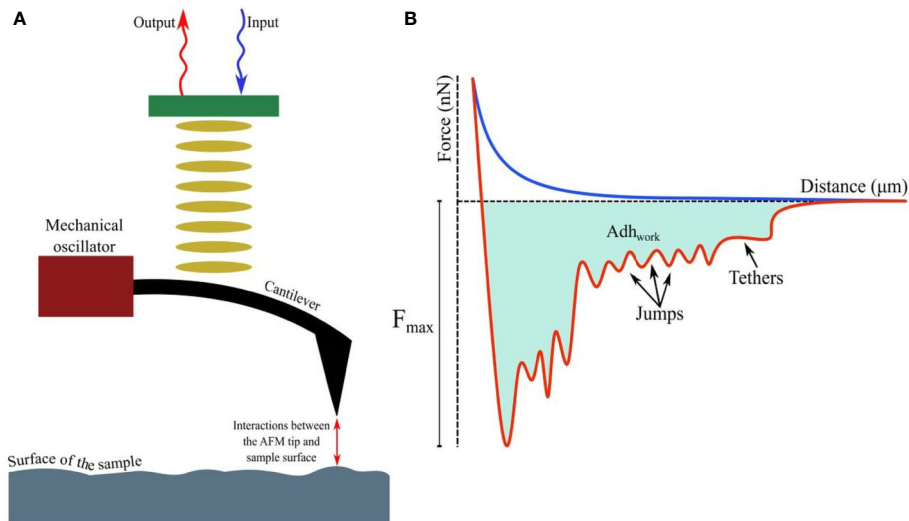 A
Output
Input
Mechanical
oscillator
Cantilever
Interactions between
the AFM tip and
sample surface
Surface of the sample
B
Force (nN)
Distance (μm)
Adhwork
Tethers
Jumps
Fmax